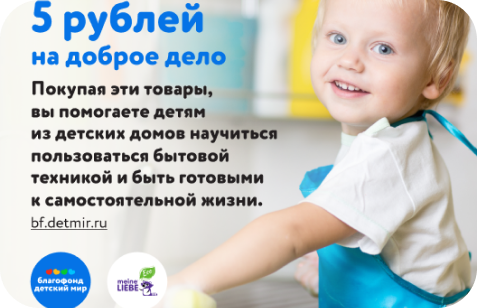 5 рублей
на доброе дело
Покупая эти товары,
вы помогаете детям
из детских домов научиться
пользоваться бытовой
техникой и быть готовыми
к самостоятельной жизни.
bf.detmir.ru
благофонд
детский мир
meine
LIEBE